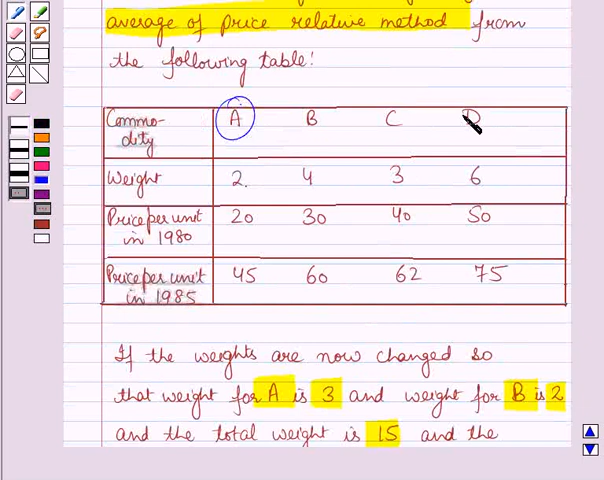 average of price relative method from
the following table!
Commo-dity A B C D
Weight 2. 4 3 6
Price per unit in 1980 20 30 40 50
Price per unit in 1985 45 60 62 75
If the weights are now changed so
that weight for A is 3 and weight for B is 2
and the total weight is 15 and the